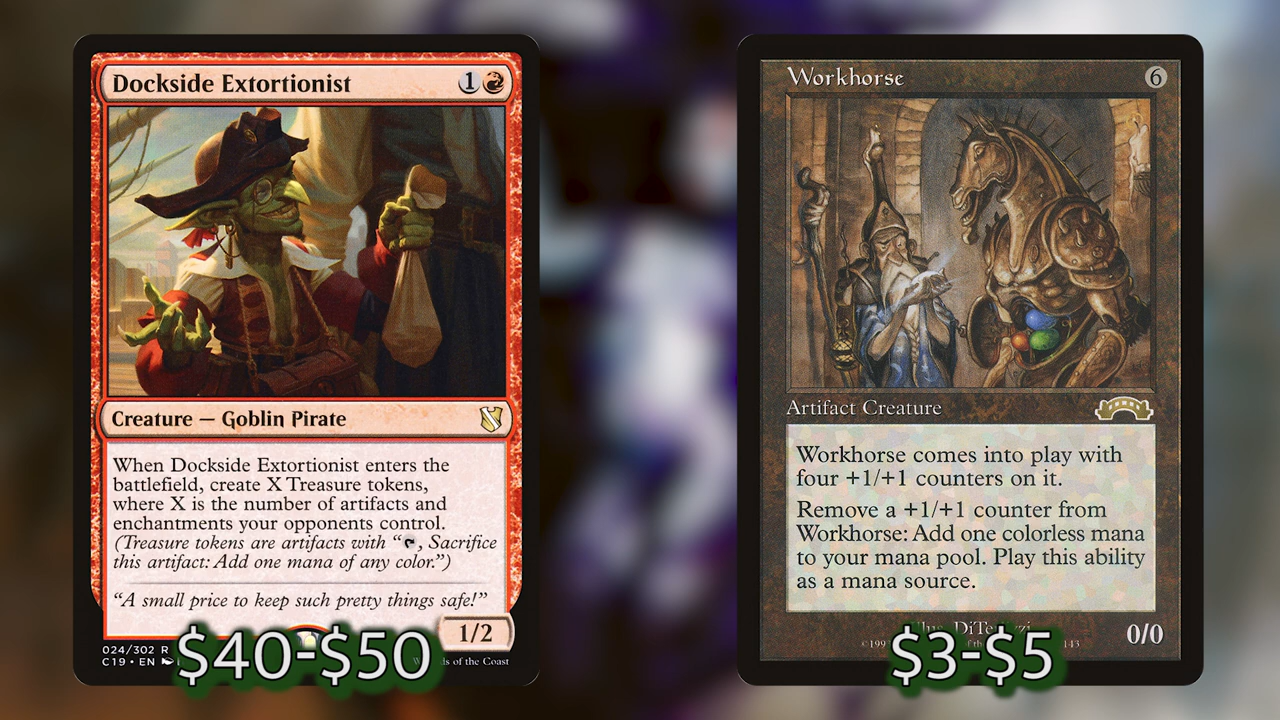 Dockside Extortionist 1
Creature — Goblin Pirate
When Dockside Extortionist enters the
battlefield, create X Treasure tokens,
where X is the number of artifacts and
enchantments your opponents control.
(Treasure tokens are artifacts with “, Sacrifice
this artifact: Add one mana of any color.”)
“A small price to keep such pretty things safe!”
1/2
024/302 R
C19 • EN
of the Coast
$40-$50
Workhorse 6
Artifact Creature
Workhorse comes into play with
four +1/+1 counters on it.
Remove a +1/+1 counter from
Workhorse: Add one colorless mana
to your mana pool. Play this ability
as a mana source.
0/0
$3-$5